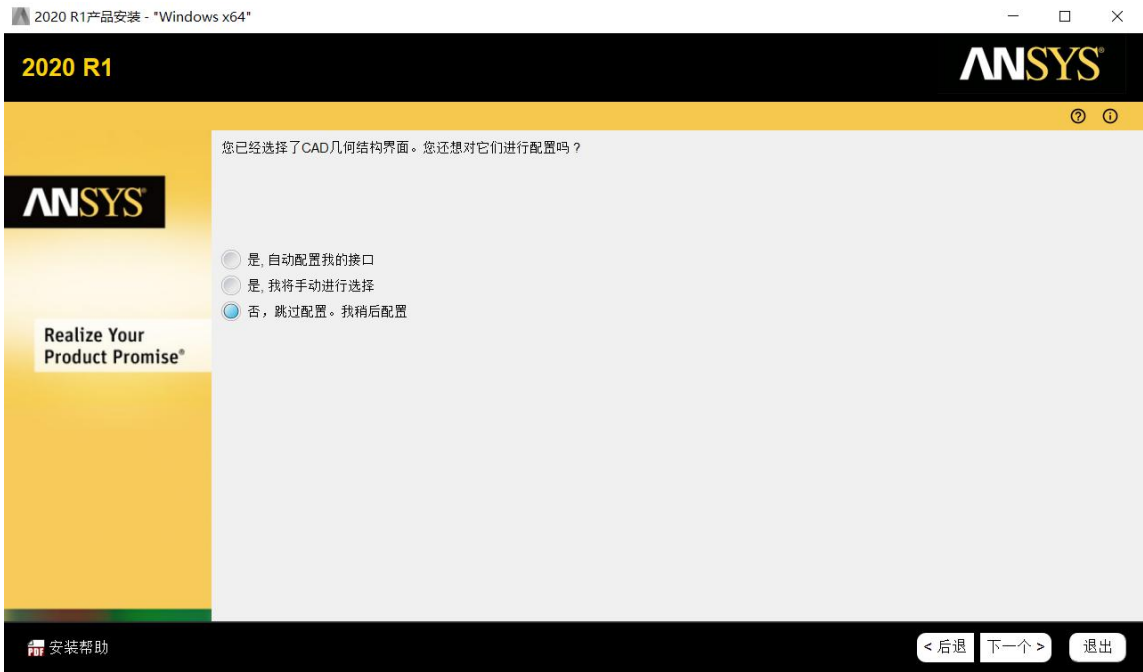 2020 R1产品安装 - "Windows x64"
2020 R1
ANSYS®
您已经选择了CAD几何结构界面。您还想对它们进行配置吗？
ANSYS®
是, 自动配置我的接口
是, 我将手动进行选择
否，跳过配置。我稍后配置
Realize Your
Product Promise®
PDF 安装帮助
< 后退 下一个 > 退出